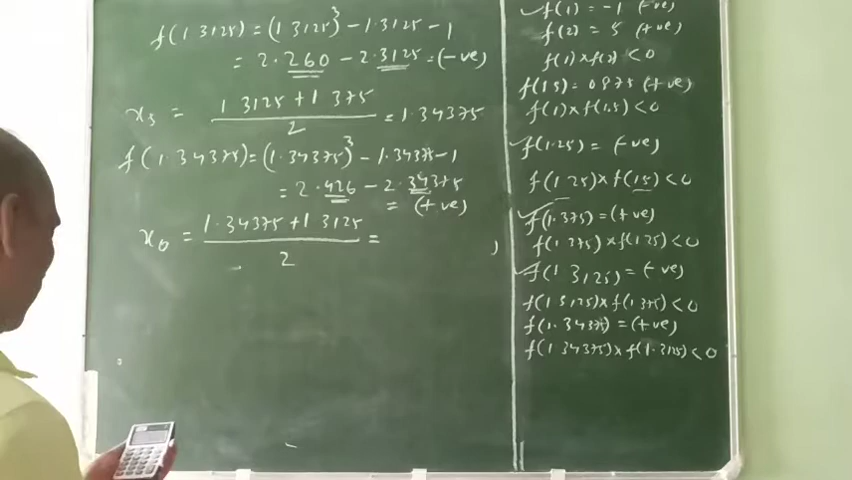 f(1.3125) = (1.3125)³ - 1.3125 - 1
= 2.260 - 2.3125 = (-ve)
x₅ = 1.3125 + 1.375 / 2 = 1.34375
f(1.34375) = (1.34375)³ - 1.34375 - 1
= 2.426 - 2.34375
= (+ve)
x₆ = 1.34375 + 1.3125 / 2 =
f(1) = -1 (-ve)
f(2) = 5 (+ve)
f(1) x f(2) < 0
f(1.5) = 0.875 (+ve)
f(1) x f(1.5) < 0
f(1.25) = (-ve)
f(1.25) x f(1.5) < 0
f(1.375) = (+ve)
f(1.375) x f(1.25) < 0
f(1.3125) = (-ve)
f(1.3125) x f(1.375) < 0
f(1.34375) = (+ve)
f(1.34375) x f(1.3125) < 0